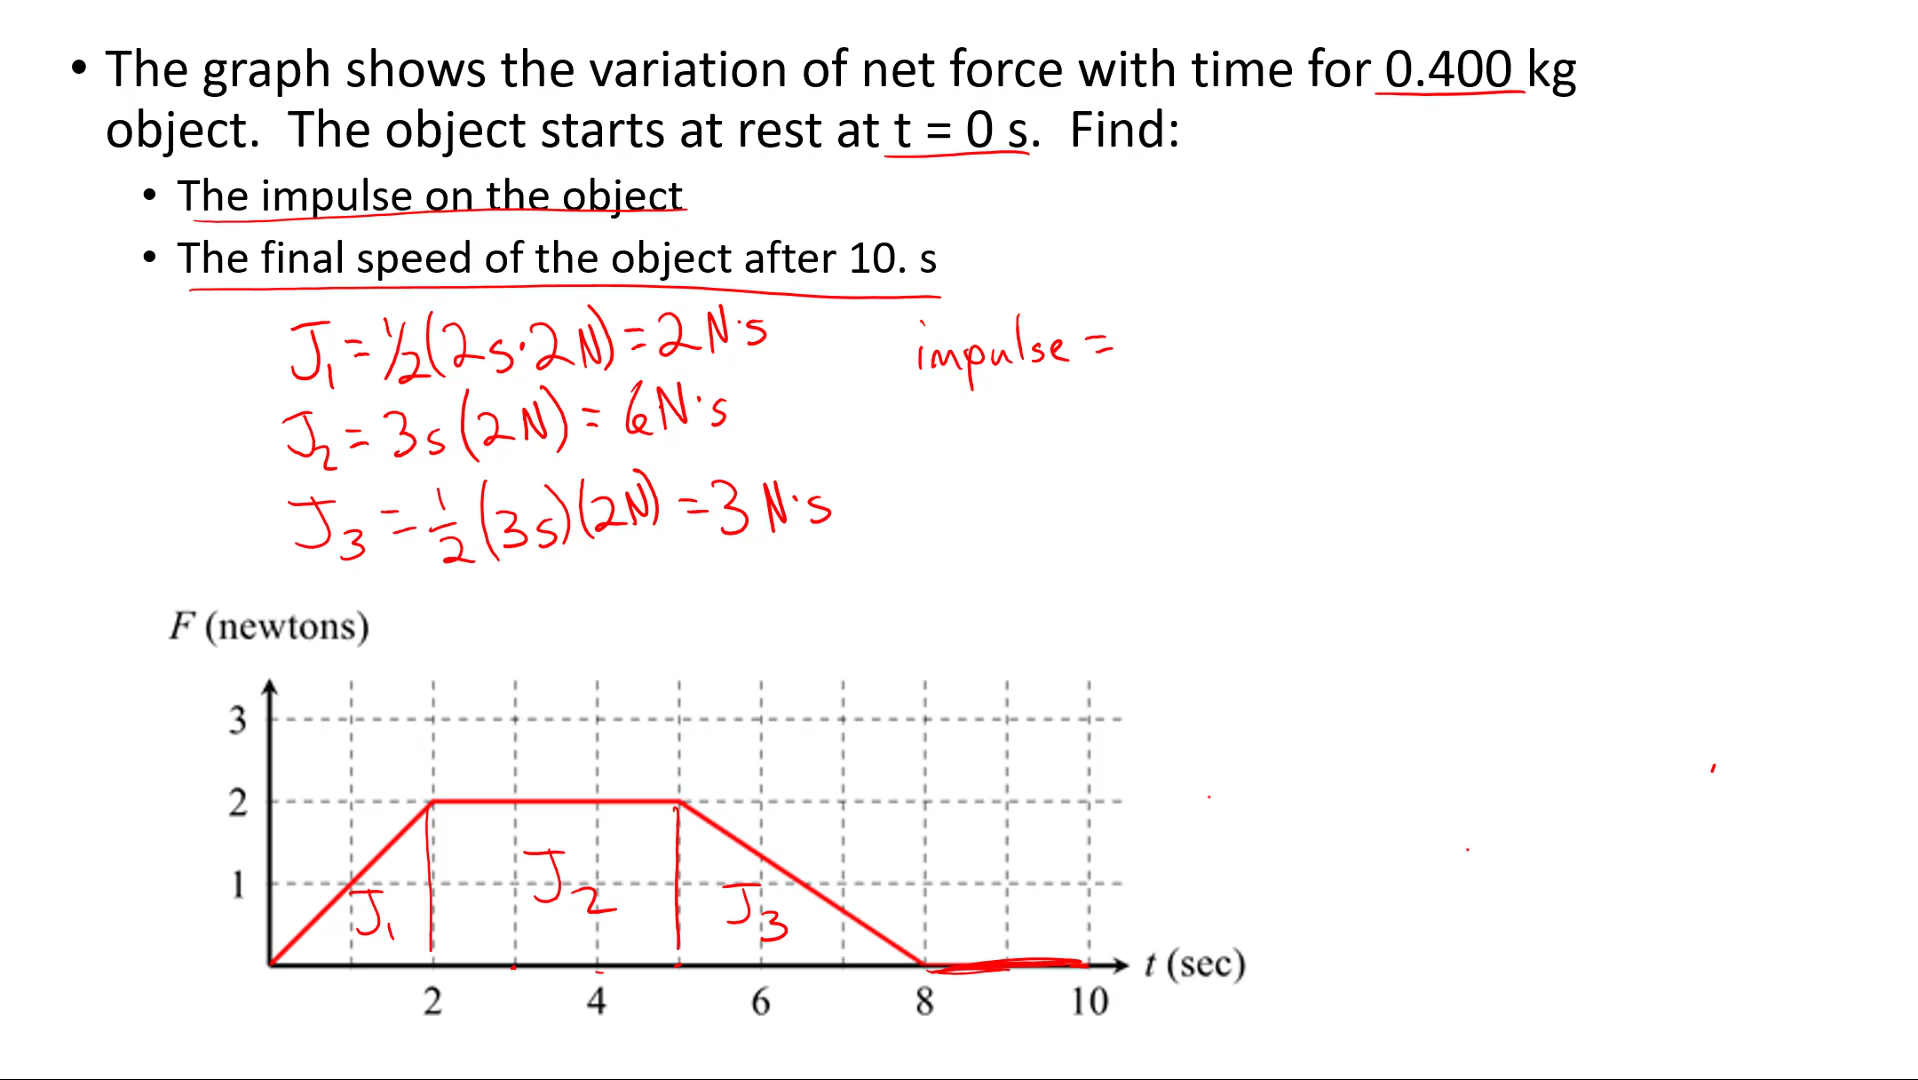 • The graph shows the variation of net force with time for 0.400 kg
object. The object starts at rest at t = 0 s. Find:
• The impulse on the object
• The final speed of the object after 10. s
J₁ = ½(2s·2N) = 2N·s
impulse =
J₂ = 3s(2N) = 6N·s
J₃ = ½(3s)(2N) = 3 N·s
F (newtons)
3
2
1
J₁ J₂ J₃
t (sec)
2 4 6 8 10